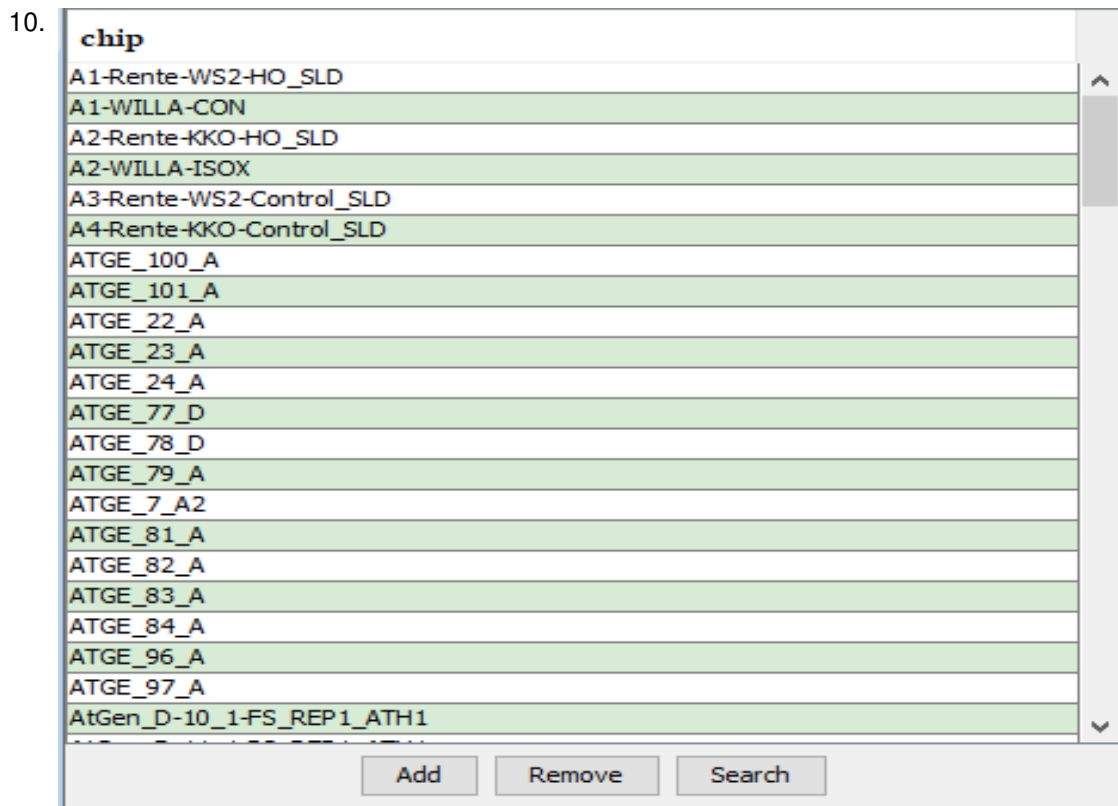 10.
chip
A1-Rente-WS2-HO_SLD
A1-WILLA-CON
A2-Rente-KKO-HO_SLD
A2-WILLA-ISOX
A3-Rente-WS2-Control_SLD
A4-Rente-KKO-Control_SLD
ATGE_100_A
ATGE_101_A
ATGE_22_A
ATGE_23_A
ATGE_24_A
ATGE_77_D
ATGE_78_D
ATGE_79_A
ATGE_7_A2
ATGE_81_A
ATGE_82_A
ATGE_83_A
ATGE_84_A
ATGE_96_A
ATGE_97_A
AtGen_D-10_1-FS_REP1_ATH1
Add Remove Search